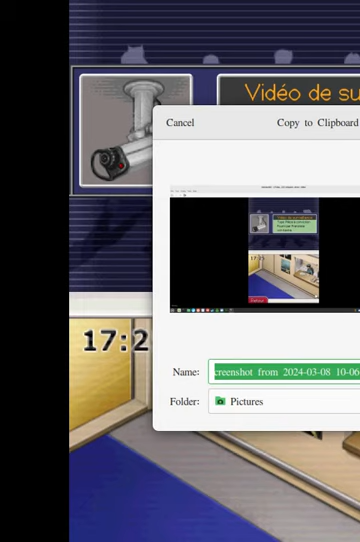 Vidéo de su
Cancel
Copy to Clipboard
17:2
Name:
creenshot from 2024-03-08 10-06
Folder:
Pictures